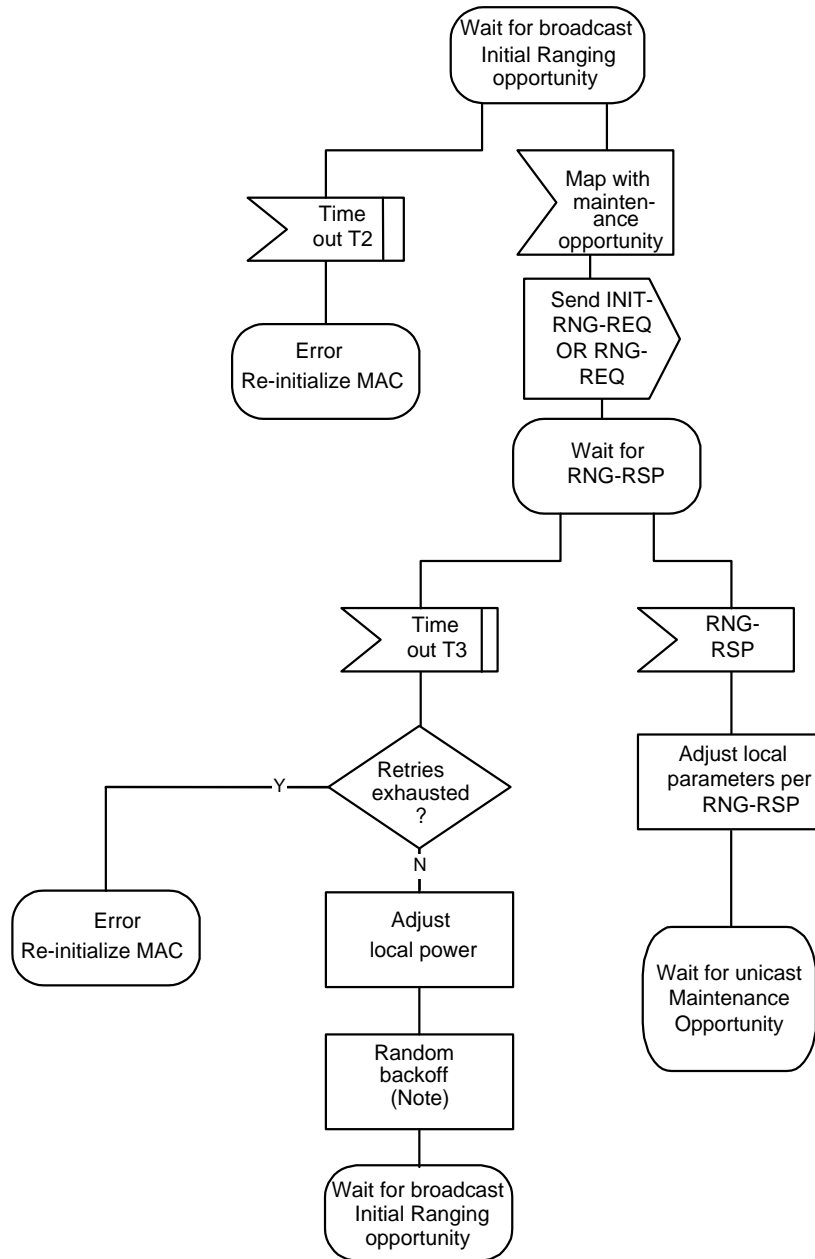 Wait for broadcast
Initial Ranging
opportunity
Time
out T2
Map with
mainten-
ance
opportunity
Error
Re-initialize MAC
Send INIT-
RNG-REQ
OR RNG-
REQ
Wait for
RNG-RSP
Time
out T3
RNG-
RSP
Retries
exhausted
?
Y
N
Adjust local
parameters per
RNG-RSP
Error
Re-initialize MAC
Adjust
local power
Wait for unicast
Maintenance
Opportunity
Random
backoff
(Note)
Wait for broadcast
Initial Ranging
opportunity